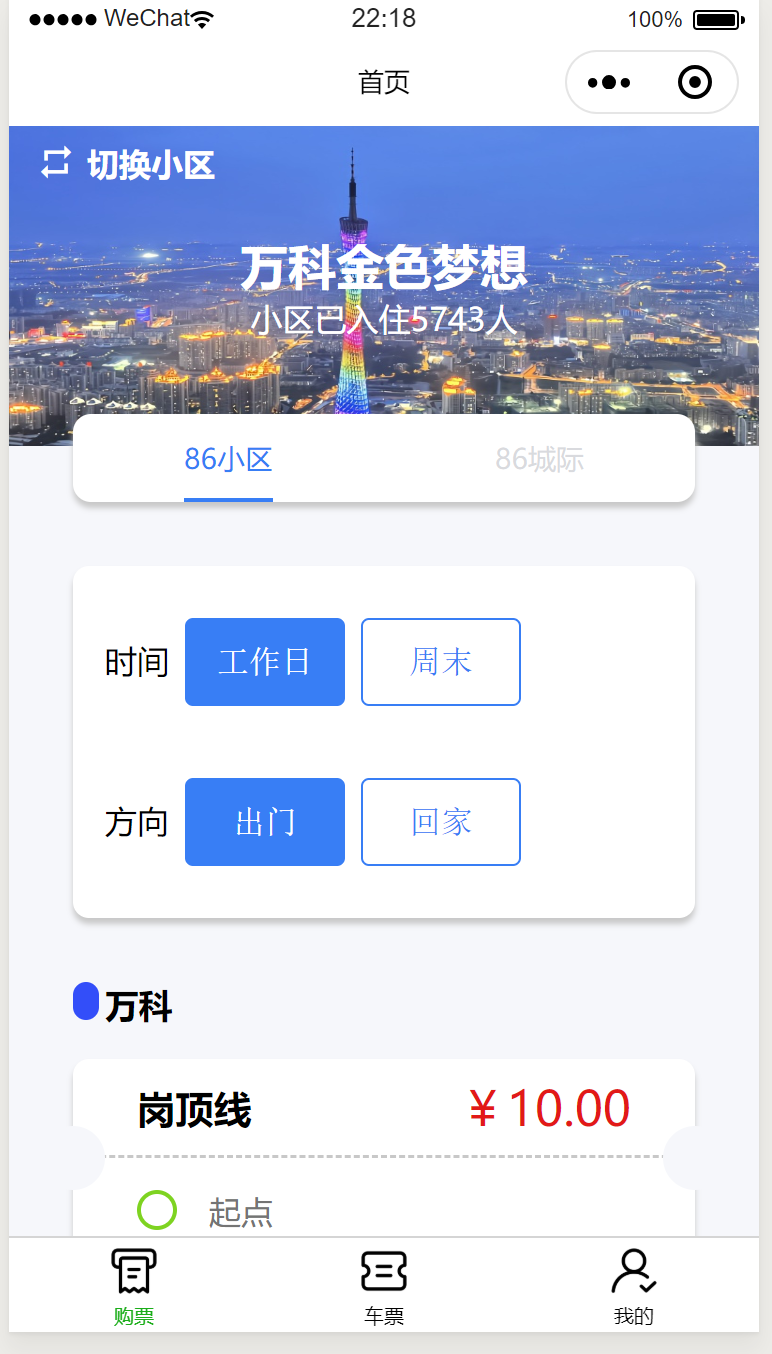 WeChat 22:18 100%
首页
切换小区
万科金色梦想
小区已入住5743人
86小区 86城际
时间 工作日 周末
方向 出门 回家
万科
岗顶线 ¥ 10.00
起点
购票 车票 我的